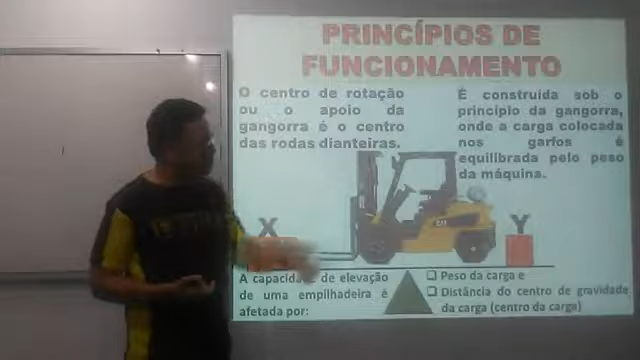 PRINCÍPIOS DE
FUNCIONAMENTO
O centro de rotação
ou o apoio da
gangorra é o centro
das rodas dianteiras.
É construída sob o
princípio da gangorra,
onde a carga colocada
nos garfos é
equilibrada pelo peso
da máquina.
X
CAT
Y
A capacidade de elevação
de uma empilhadeira é
afetada por:
Peso da carga e
Distância do centro de gravidade
da carga (centro da carga)